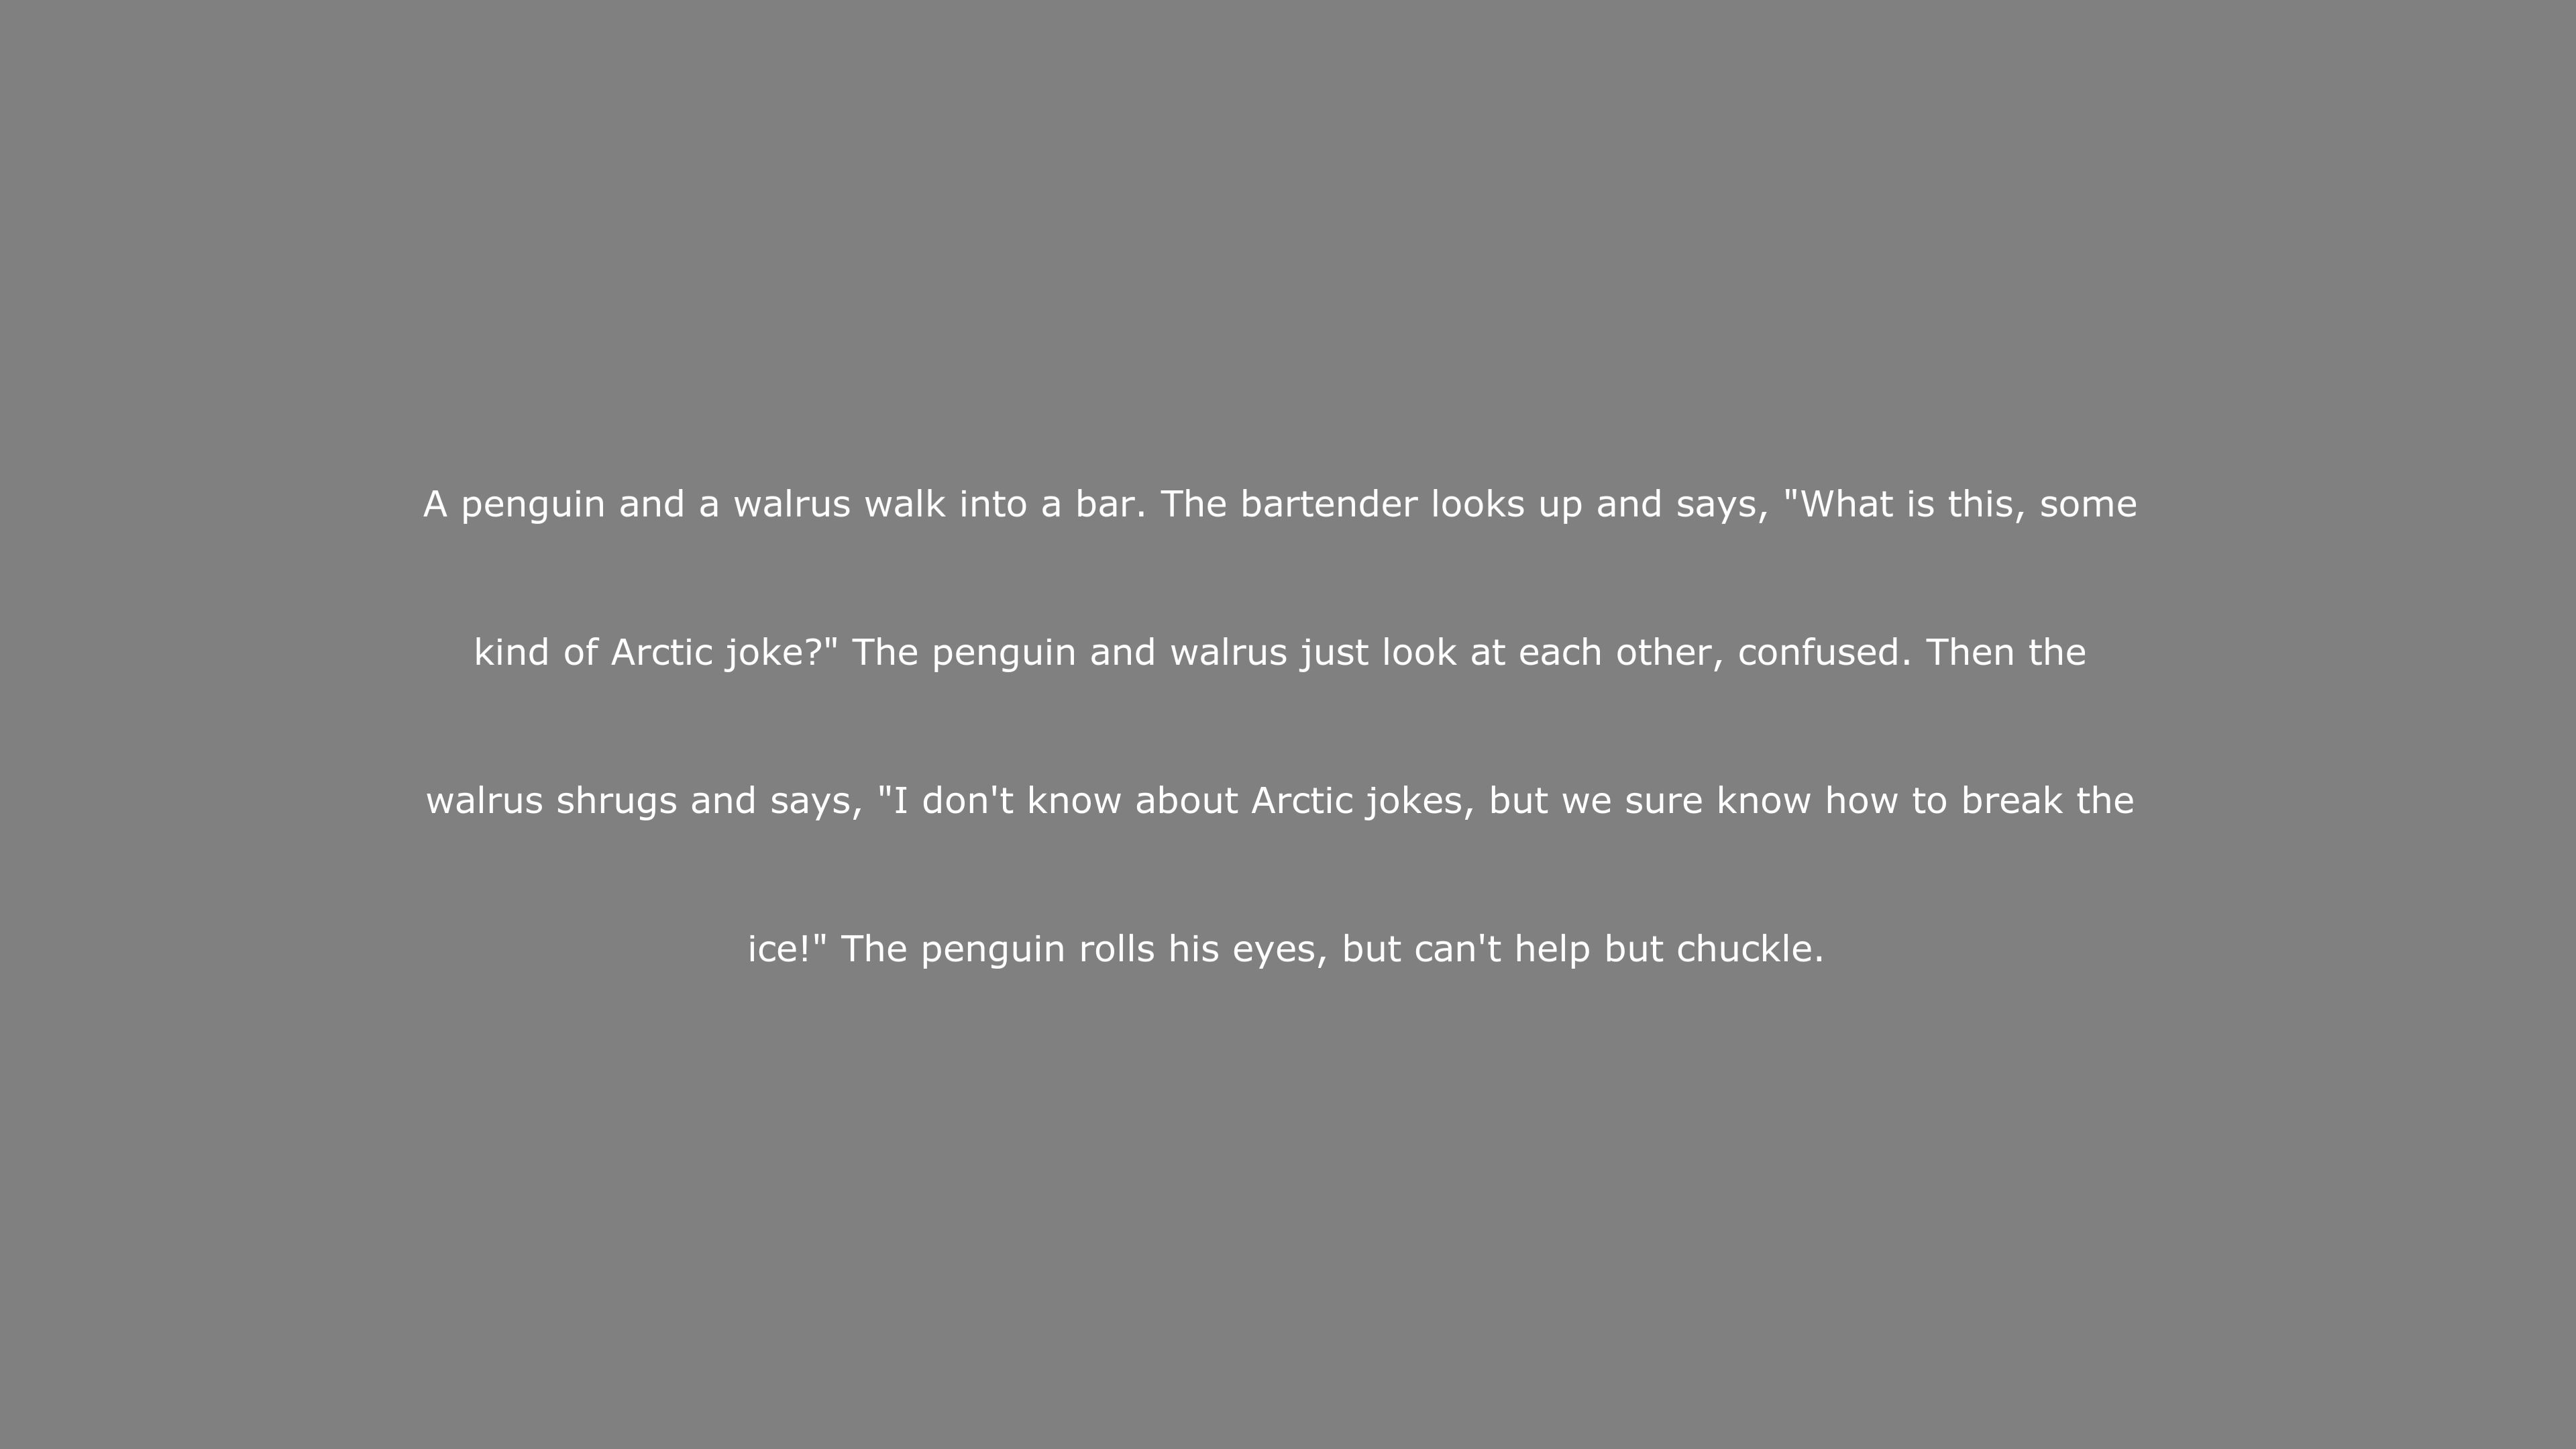 A penguin and a walrus walk into a bar. The bartender looks up and says, "What is this, some
kind of Arctic joke?" The penguin and walrus just look at each other, confused. Then the
walrus shrugs and says, "I don't know about Arctic jokes, but we sure know how to break the
ice!" The penguin rolls his eyes, but can't help but chuckle.